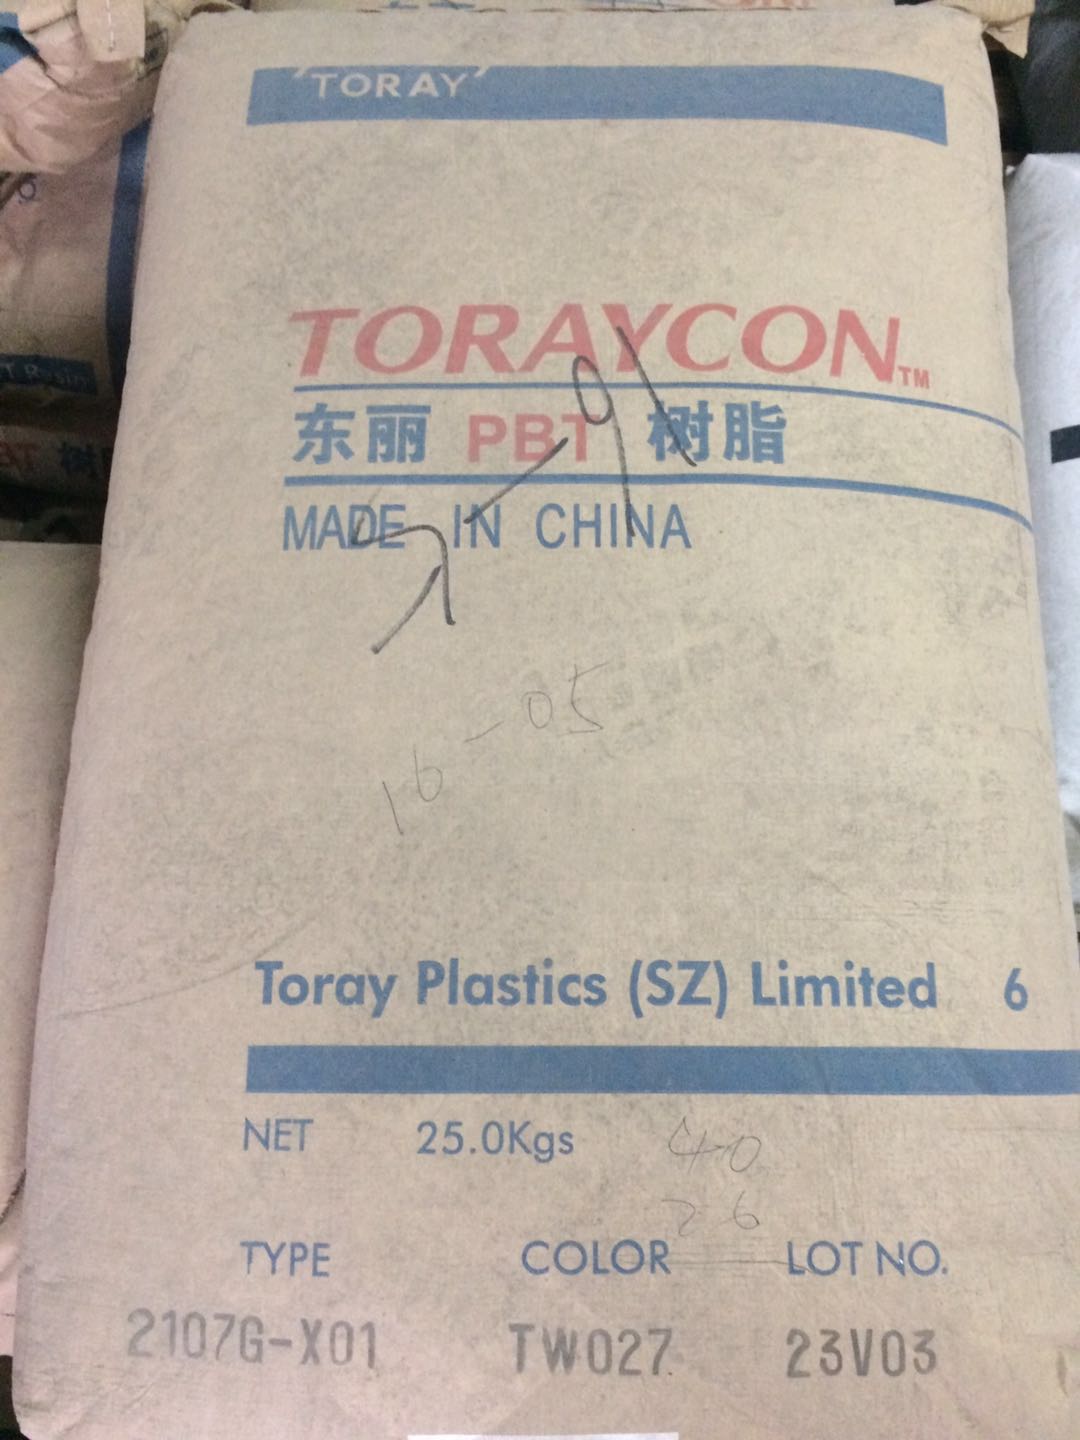 'TORAY'
TORAYCON™
东丽 PBT 树脂
MADE IN CHINA
16-05
Toray Plastics (SZ) Limited 6
NET 25.0Kgs
40
26
TYPE COLOR LOT NO.
2107G-X01 TW027 23V03